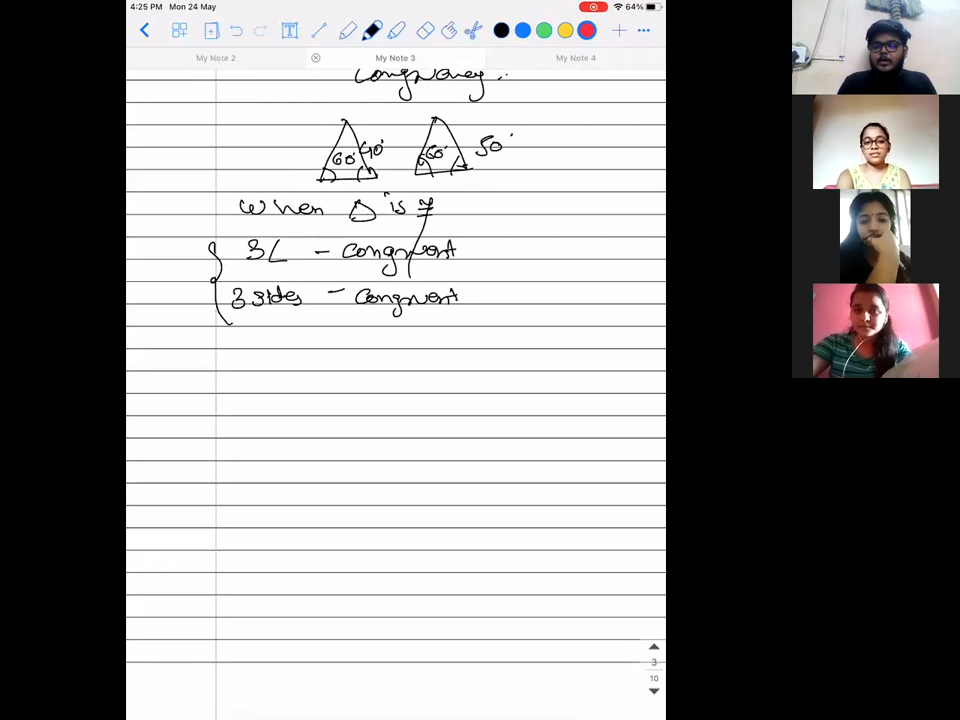 4:25 PM Mon 24 May
64%
My Note 2
My Note 3
My Note 4
Congruency :
60° 40° 60° 50°
When Δ is ≅
3∠ - congruent
3 sides - congruent
3
10